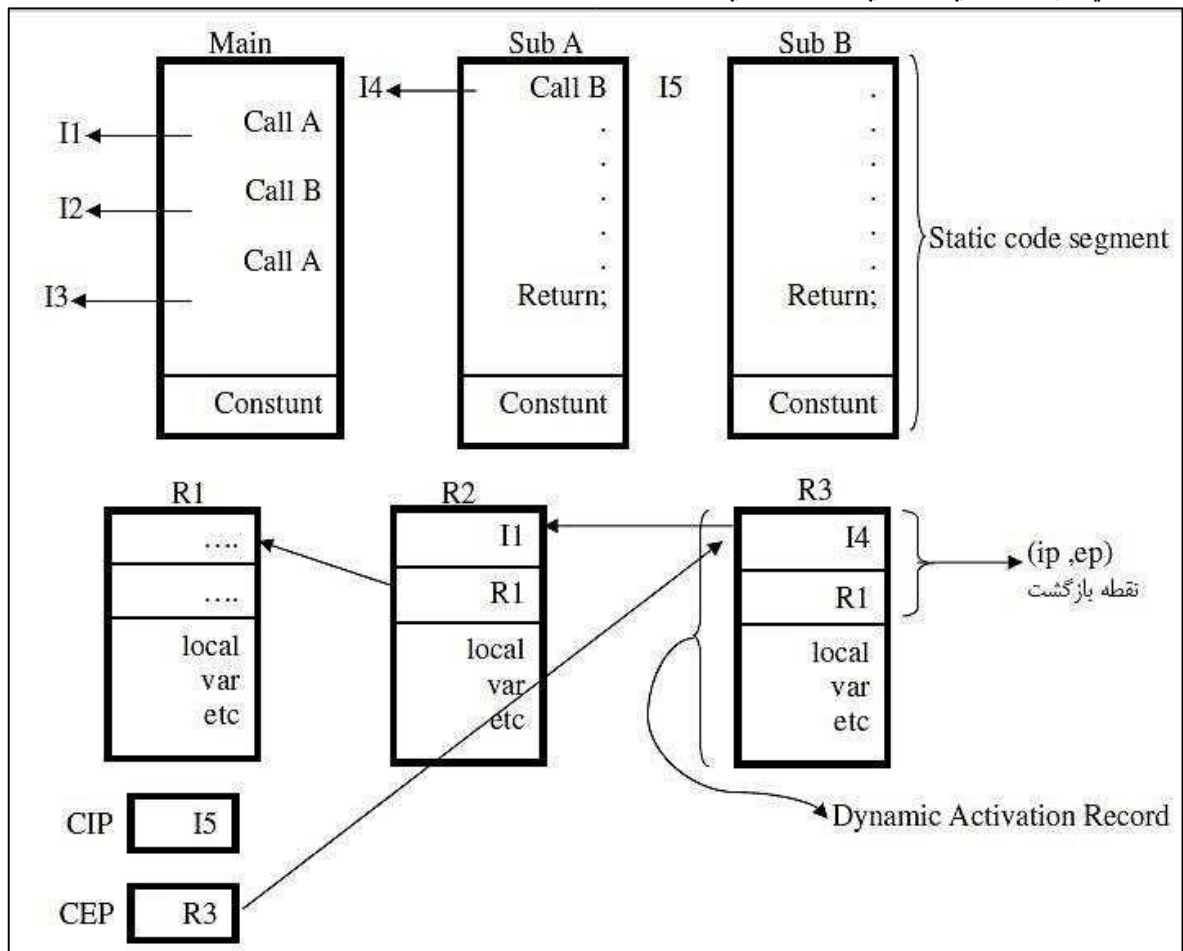 Main
Sub A
Sub B
I4
Call B
I5
.
I1
Call A
.
.
.
.
I2
Call B
.
.
.
.
Static code segment
Call A
.
.
I3
Return;
Return;
Constunt
Constunt
Constunt
R1
R2
R3
....
I1
I4
(ip ,ep)
نقطه بازگشت
....
R1
R1
local
var
etc
local
var
etc
local
var
etc
CIP
I5
Dynamic Activation Record
CEP
R3